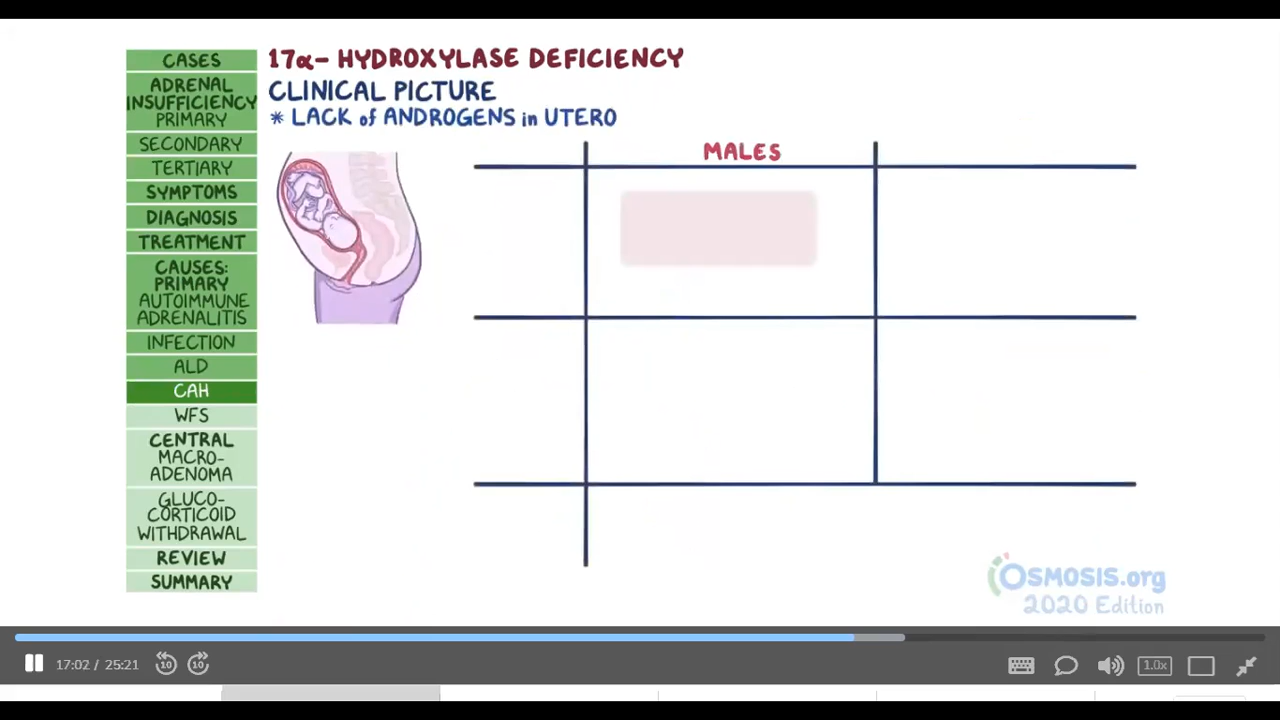 CASES
ADRENAL
INSUFFICIENCY
PRIMARY
SECONDARY
TERTIARY
SYMPTOMS
DIAGNOSIS
TREATMENT
CAUSES:
PRIMARY
AUTOIMMUNE
ADRENALITIS
INFECTION
ALD
CAH
WFS
CENTRAL
MACRO-
ADENOMA
GLUCO-
CORTICOID
WITHDRAWAL
REVIEW
SUMMARY
17α- HYDROXYLASE DEFICIENCY
CLINICAL PICTURE
* LACK of ANDROGENS in UTERO
MALES
OSMOSIS.org
2020 Edition
17:02 / 25:21
10
10
1.0x